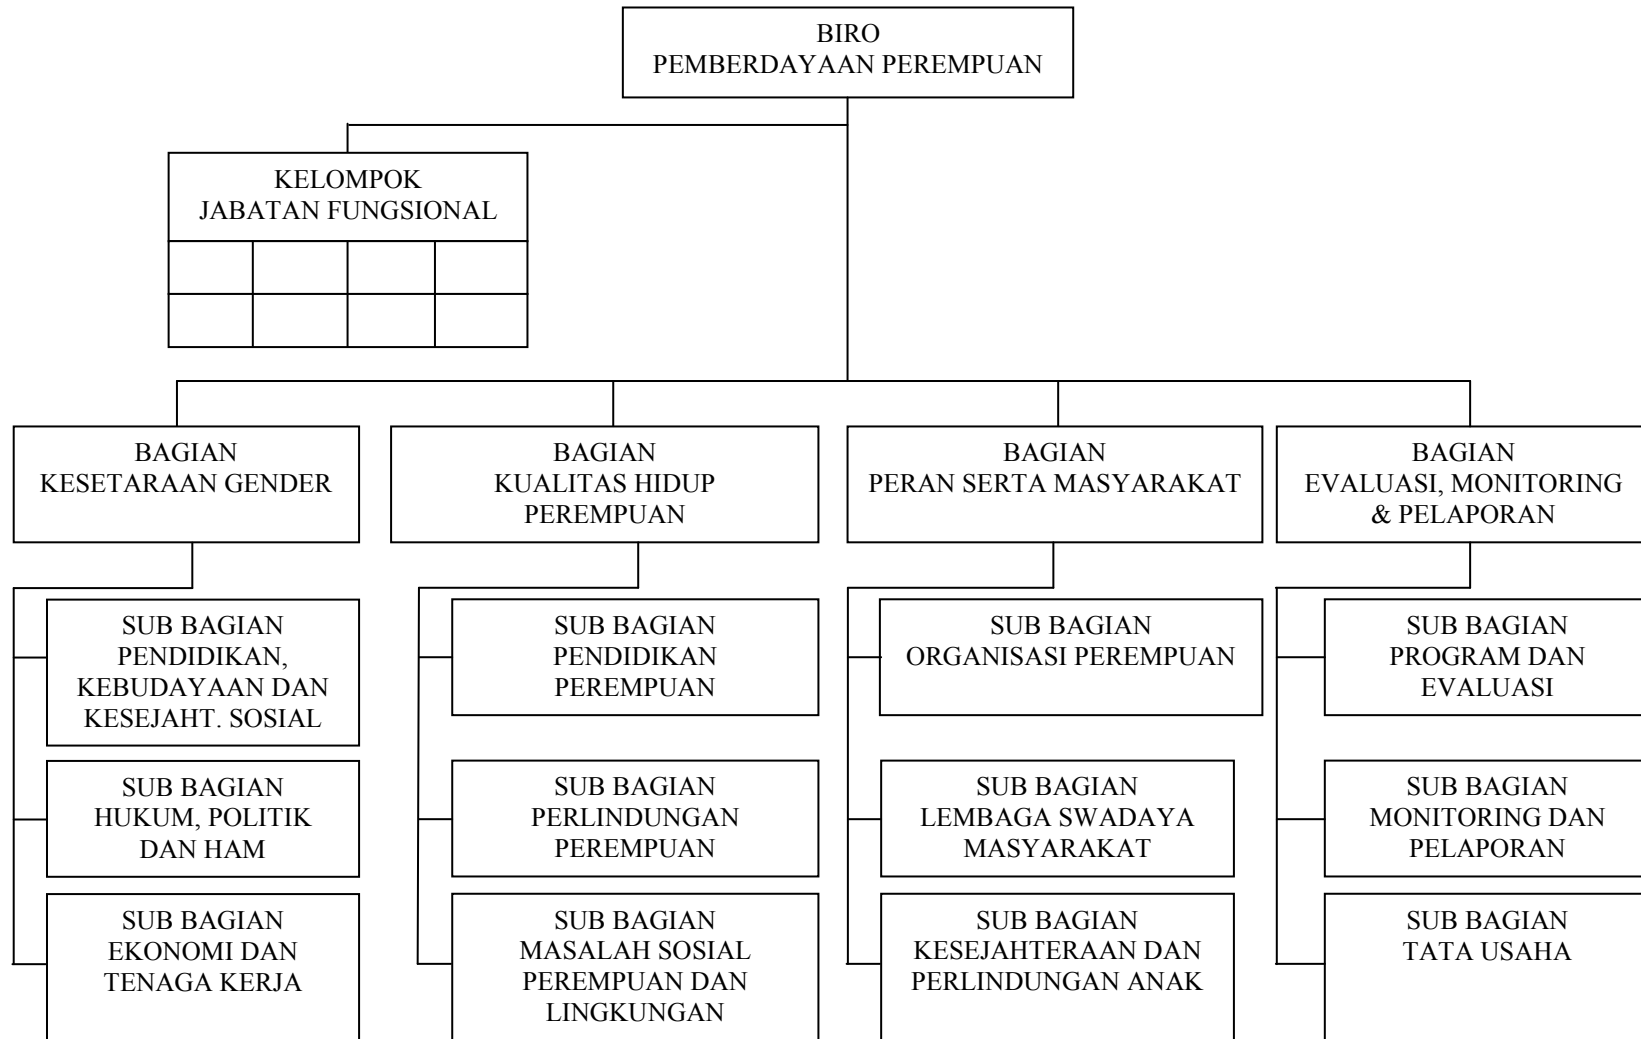 BIRO
PEMBERDAYAAN PEREMPUAN
KELOMPOK
JABATAN FUNGSIONAL
BAGIAN
KESETARAAN GENDER
BAGIAN
KUALITAS HIDUP
PEREMPUAN
BAGIAN
PERAN SERTA MASYARAKAT
BAGIAN
EVALUASI, MONITORING
& PELAPORAN
SUB BAGIAN
PENDIDIKAN,
KEBUDAYAAN DAN
KESEJAHT. SOSIAL
SUB BAGIAN
PENDIDIKAN
PEREMPUAN
SUB BAGIAN
ORGANISASI PEREMPUAN
SUB BAGIAN
PROGRAM DAN
EVALUASI
SUB BAGIAN
HUKUM, POLITIK
DAN HAM
SUB BAGIAN
PERLINDUNGAN
PEREMPUAN
SUB BAGIAN
LEMBAGA SWADAYA
MASYARAKAT
SUB BAGIAN
MONITORING DAN
PELAPORAN
SUB BAGIAN
EKONOMI DAN
TENAGA KERJA
SUB BAGIAN
MASALAH SOSIAL
PEREMPUAN DAN
LINGKUNGAN
SUB BAGIAN
KESEJAHTERAAN DAN
PERLINDUNGAN ANAK
SUB BAGIAN
TATA USAHA